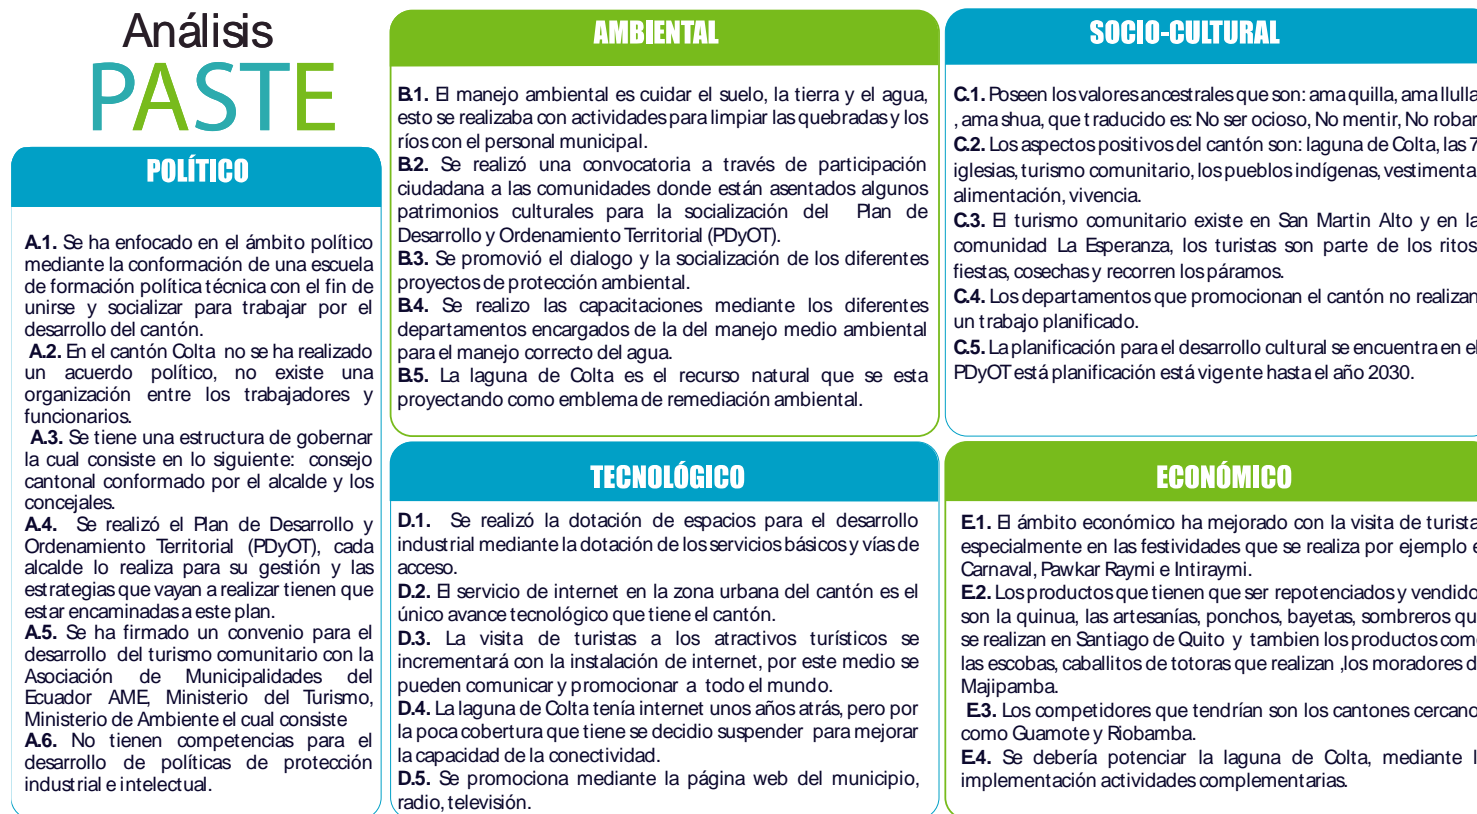 Análisis
PASTE
POLÍTICO
A.1. Se ha enfocado en el ámbito político
mediante la conformación de una escuela
de formación política técnica con el fin de
unirse y socializar para trabajar por el
desarrollo del cantón.
A.2. En el cantón Colta no se ha realizado
un acuerdo político, no existe una
organización entre los trabajadores y
funcionarios.
A.3. Se tiene una estructura de gobernar
la cual consiste en lo siguiente: consejo
cantonal conformado por el alcalde y los
concejales.
A.4. Se realizó el Plan de Desarrollo y
Ordenamiento Territorial (PDyOT), cada
alcalde lo realiza para su gestión y las
estrategias que vayan a realizar tienen que
estar encaminadas a este plan.
A.5. Se ha firmado un convenio para el
desarrollo del turismo comunitario con la
Asociación de Municipalidades del
Ecuador AME, Ministerio del Turismo,
Ministerio de Ambiente el cual consiste
A.6. No tienen competencias para el
desarrollo de políticas de protección
industrial e intelectual.
AMBIENTAL
B.1. El manejo ambiental es cuidar el suelo, la tierra y el agua,
esto se realizaba con actividades para limpiar las quebradas y los
ríos con el personal municipal.
B.2. Se realizó una convocatoria a través de participación
ciudadana a las comunidades donde están asentados algunos
patrimonios culturales para la socialización del Plan de
Desarrollo y Ordenamiento Territorial (PDyOT).
B.3. Se promovió el dialogo y la socialización de los diferentes
proyectos de protección ambiental.
B.4. Se realizo las capacitaciones mediante los diferentes
departamentos encargados de la del manejo medio ambiental
para el manejo correcto del agua.
B.5. La laguna de Colta es el recurso natural que se esta
proyectando como emblema de remediación ambiental.
SOCIO-CULTURAL
C.1. Poseen los valores ancestrales que son: ama quilla, ama llulla
, ama shua, que traducido es: No ser ocioso, No mentir, No robar
C.2. Los aspectos positivos del cantón son: laguna de Colta, las 7
iglesias, turismo comunitario, los pueblos indígenas, vestimenta
alimentación, vivencia.
C.3. El turismo comunitario existe en San Martin Alto y en la
comunidad La Esperanza, los turistas son parte de los ritos
fiestas, cosechas y recorren los páramos.
C.4. Los departamentos que promocionan el cantón no realizan
un trabajo planificado.
C.5. La planificación para el desarrollo cultural se encuentra en el
PDyOT está planificación está vigente hasta el año 2030.
TECNOLÓGICO
D.1. Se realizó la dotación de espacios para el desarrollo
industrial mediante la dotación de los servicios básicos y vías de
acceso.
D.2. El servicio de internet en la zona urbana del cantón es el
único avance tecnológico que tiene el cantón.
D.3. La visita de turistas a los atractivos turísticos se
incrementará con la instalación de internet, por este medio se
pueden comunicar y promocionar a todo el mundo.
D.4. La laguna de Colta tenía internet unos años atrás, pero por
la poca cobertura que tiene se decidio suspender para mejorar
la capacidad de la conectividad.
D.5. Se promociona mediante la página web del municipio,
radio, televisión.
ECONÓMICO
E.1. El ámbito económico ha mejorado con la visita de turista
especialmente en las festividades que se realiza por ejemplo e
Carnaval, Pawkar Raymi e Intiraymi.
E.2. Los productos que tienen que ser repotenciados y vendido
son la quinua, las artesanías, ponchos, bayetas, sombreros qu
se realizan en Santiago de Quito y tambien los productos com
las escobas, caballitos de totoras que realizan ,los moradores d
Majipamba.
E.3. Los competidores que tendrían son los cantones cercano
como Guamote y Riobamba.
E.4. Se debería potenciar la laguna de Colta, mediante l
implementación actividades complementarias.